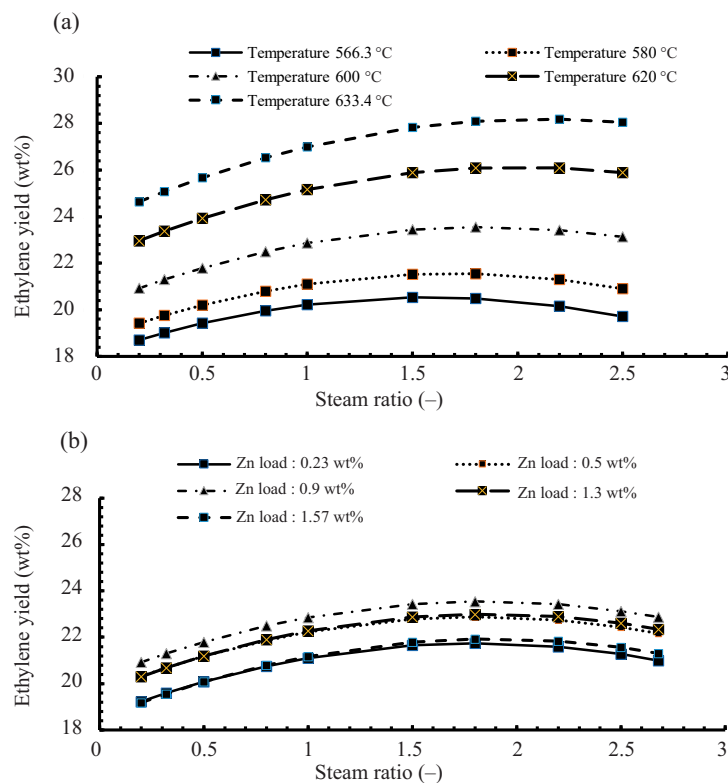 (a)
Temperature 566.3 °C
Temperature 580 °C
Temperature 600 °C
Temperature 620 °C
Temperature 633.4 °C
30
28
26
24
22
20
18
Ethylene yield (wt%)
0 0.5 1 1.5 2 2.5 3
Steam ratio (–)
(b)
Zn load : 0.23 wt%
Zn load : 0.5 wt%
Zn load : 0.9 wt%
Zn load : 1.3 wt%
Zn load : 1.57 wt%
28
26
24
22
20
18
Ethylene yield (wt%)
0 0.5 1 1.5 2 2.5 3
Steam ratio (–)